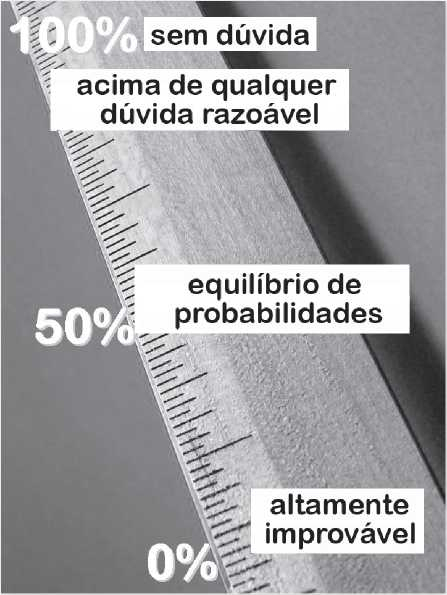 100% sem dúvida
acima de qualquer
dúvida razoável
equilíbrio de
probabilidades
50%
altamente
improvável
0%